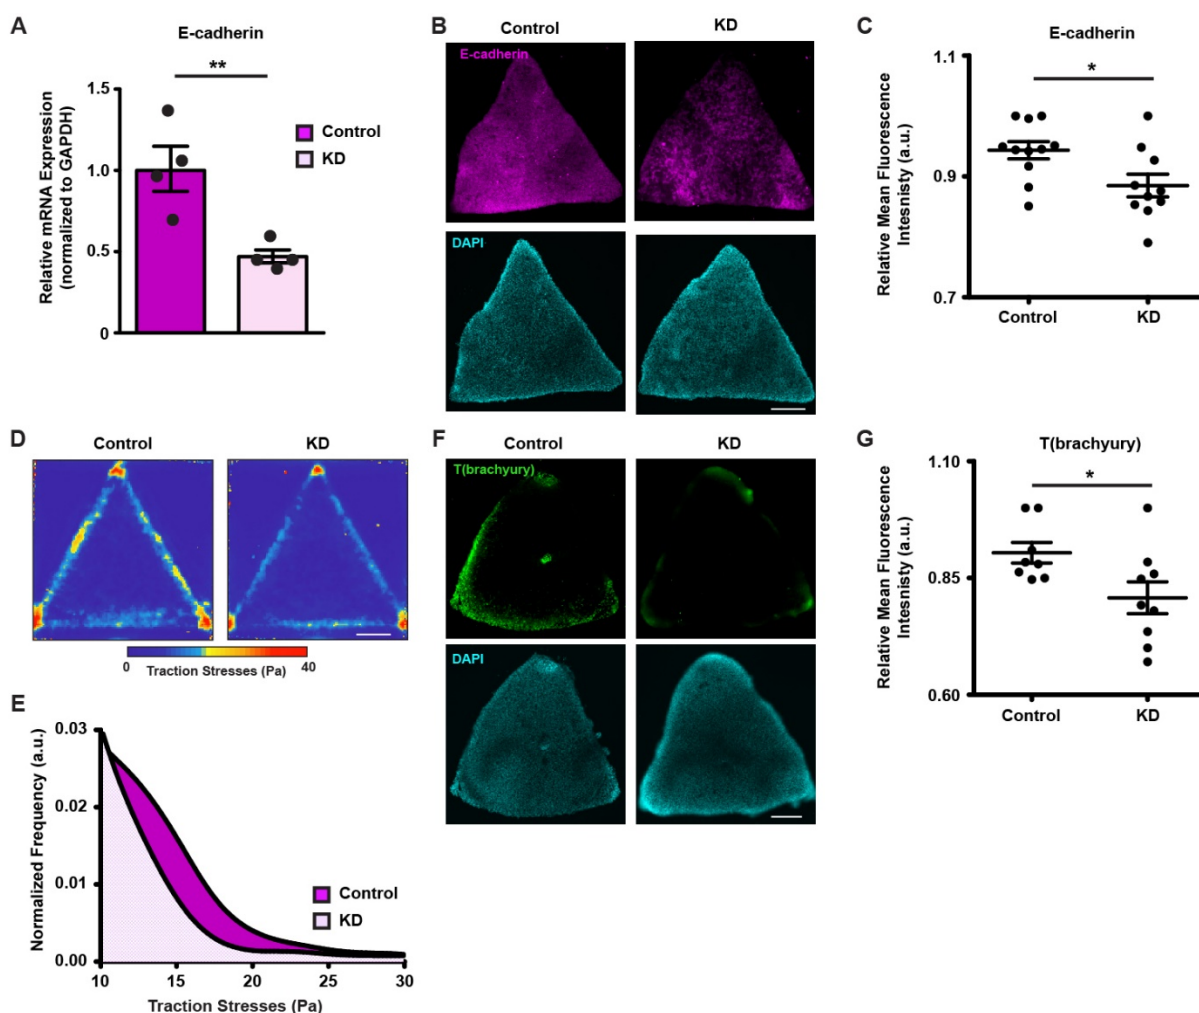 A
E-cadherin
**
Relative mRNA Expression
(normalized to GAPDH)
1.5
1.0
0.5
0
Control
KD
B
Control
KD
E-cadherin
DAPI
C
E-cadherin
*
Relative Mean Fluorescence
Intesnisty (a.u.)
1.1
0.9
0.7
Control
KD
D
Control
KD
0
Traction Stresses (Pa)
40
E
Normalized Frequency (a.u.)
0.03
0.02
0.01
0.00
10
15
20
25
30
Traction Stresses (Pa)
Control
KD
F
Control
KD
T(brachyury)
DAPI
G
T(brachyury)
*
Relative Mean Fluorescence
Intesnisty (a.u.)
1.10
0.85
0.60
Control
KD